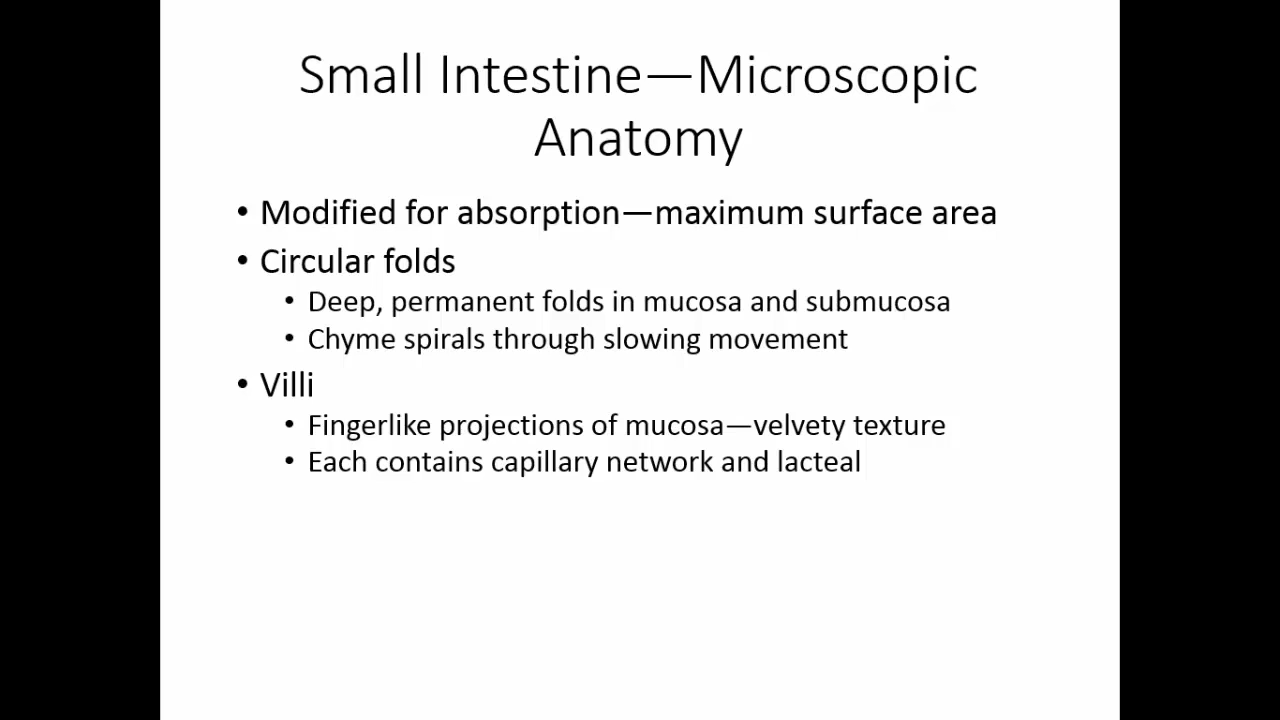 Small Intestine—Microscopic
Anatomy
• Modified for absorption—maximum surface area
• Circular folds
• Deep, permanent folds in mucosa and submucosa
• Chyme spirals through slowing movement
• Villi
• Fingerlike projections of mucosa—velvety texture
• Each contains capillary network and lacteal